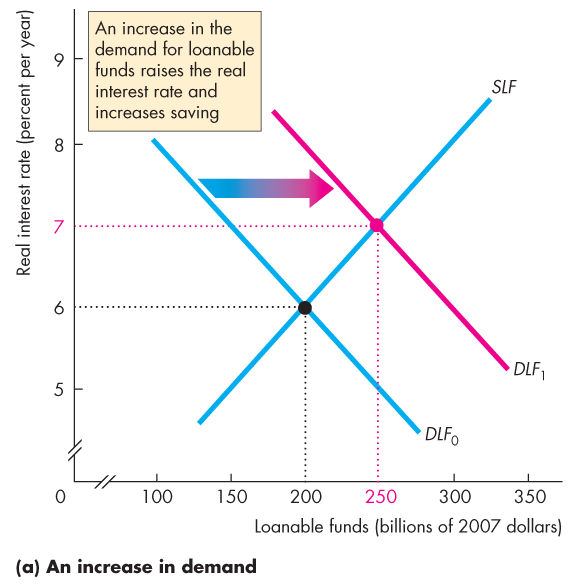 Real interest rate (percent per year)
An increase in the
demand for loanable
funds raises the real
interest rate and
increases saving
9
8
7
6
5
0
SLF
DLF1
DLF0
100 150 200 250 300 350
Loanable funds (billions of 2007 dollars)
(a) An increase in demand